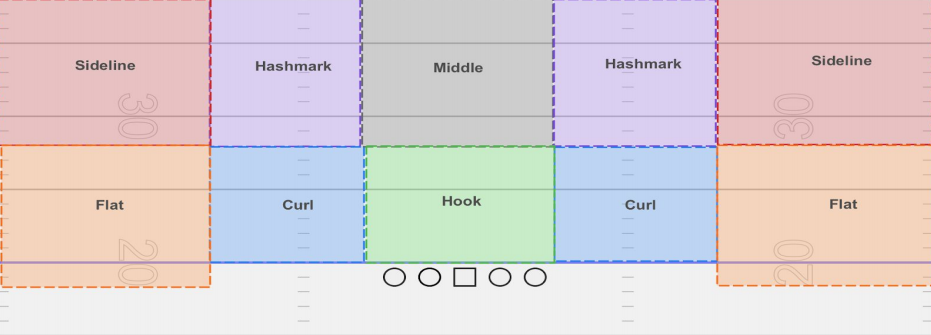 Sideline
Hashmark
Middle
Hashmark
Sideline
30
30
Flat
Curl
Hook
Curl
Flat
20
20